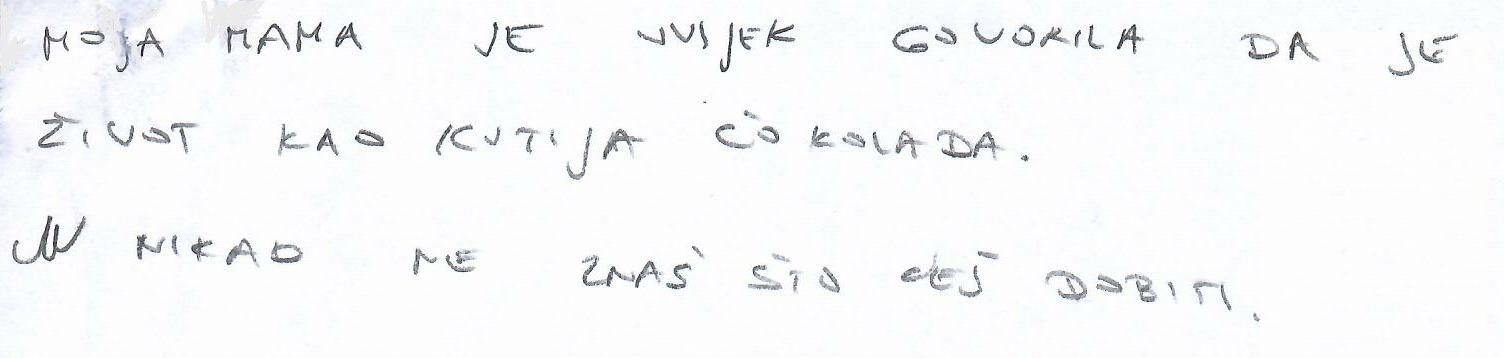 MOJA MAMA JE UVIJEK GOVORILA DA JE
ŽIVOT KAO KUTIJA ČOKOLADA.
NIKAD NE ZNAŠ ŠTO ĆEŠ DOBITI.